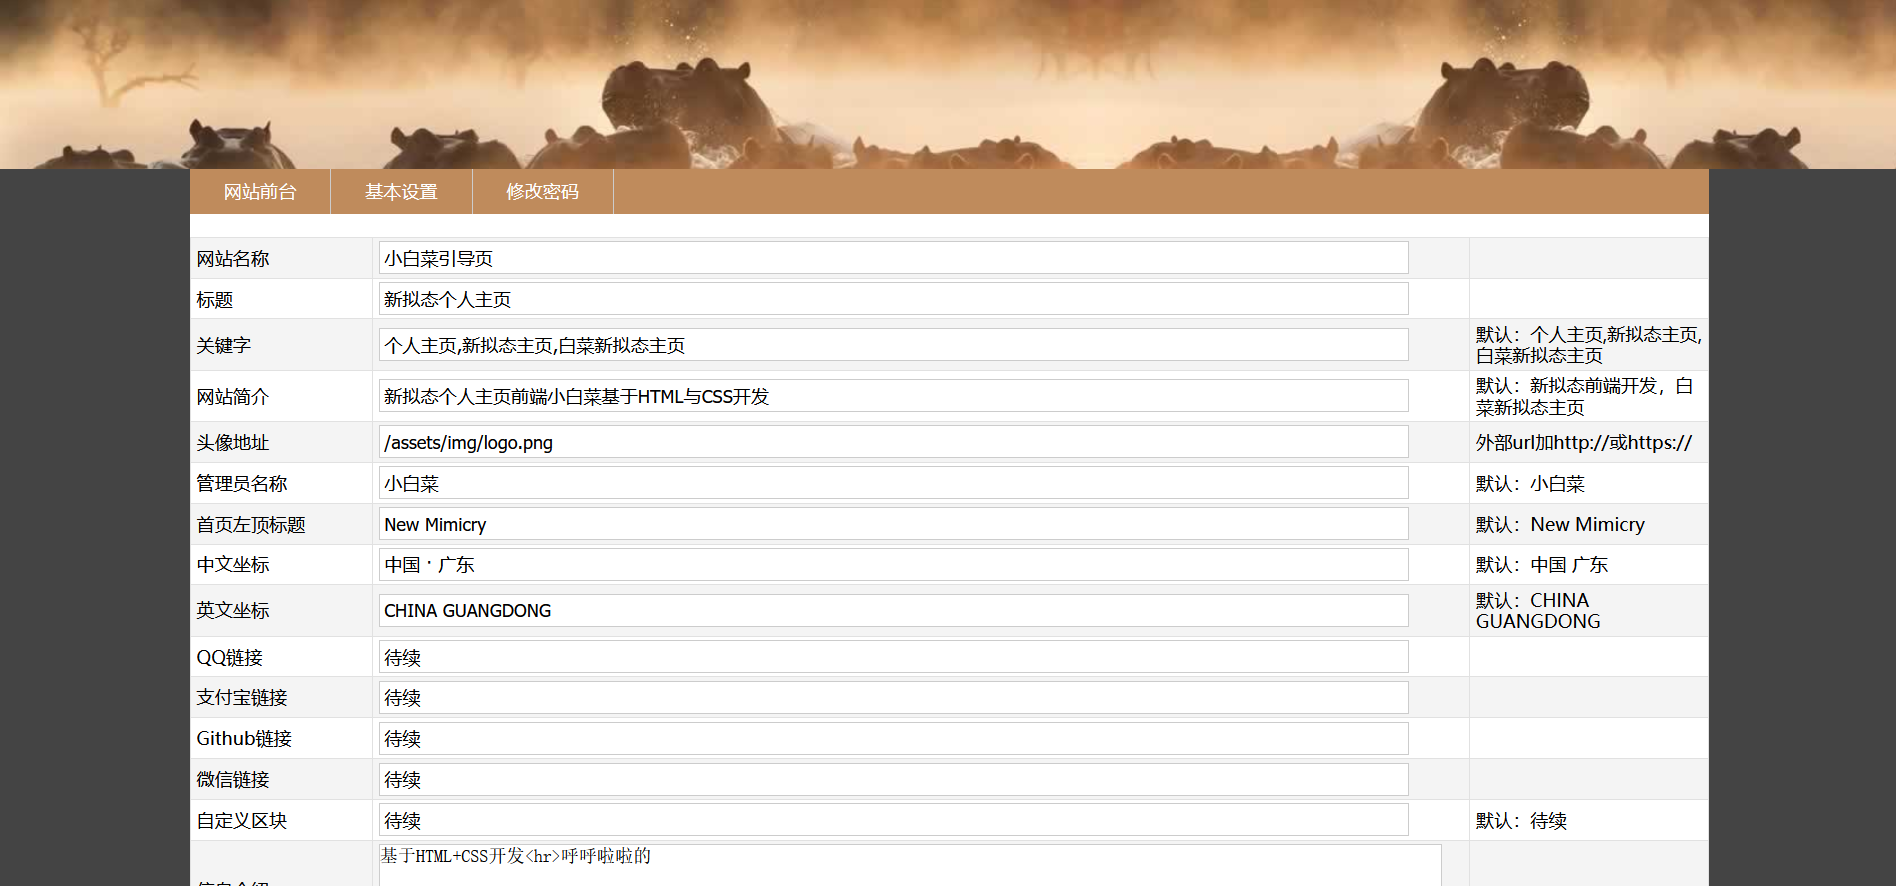 网站前台 基本设置 修改密码
网站名称 小白菜引导页
标题 新拟态个人主页
关键字 个人主页,新拟态主页,白菜新拟态主页 默认：个人主页,新拟态主页,
白菜新拟态主页
网站简介 新拟态个人主页前端小白菜基于HTML与CSS开发 默认：新拟态前端开发，白
菜新拟态主页
头像地址 /assets/img/logo.png 外部url加http://或https://
管理员名称 小白菜 默认：小白菜
首页左顶标题 New Mimicry 默认：New Mimicry
中文坐标 中国 · 广东 默认：中国 广东
英文坐标 CHINA GUANGDONG 默认：CHINA
GUANGDONG
QQ链接 待续
支付宝链接 待续
Github链接 待续
微信链接 待续
自定义区块 待续 默认：待续
基于HTML+CSS开发<hr>呼呼啦啦的